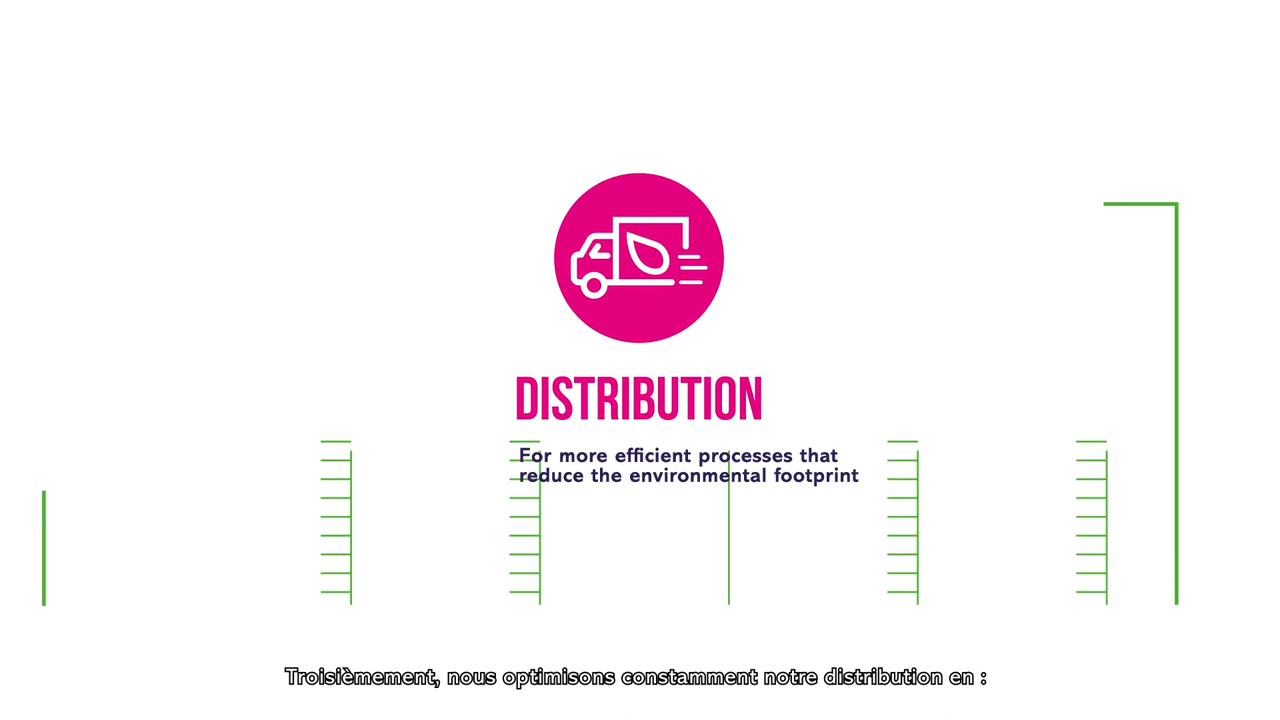 DISTRIBUTION
For more efficient processes that
reduce the environmental footprint
Troisièmement, nous optimisons constamment notre distribution en :